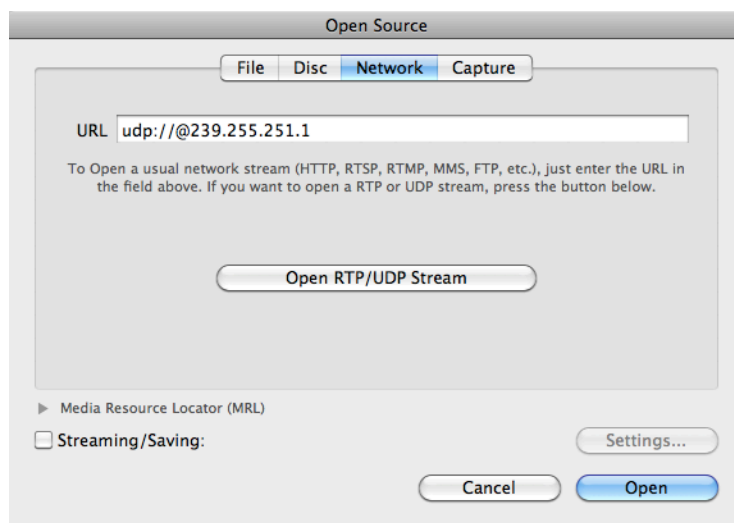 Open Source
File Disc Network Capture
URL udp://@239.255.251.1
To Open a usual network stream (HTTP, RTSP, RTMP, MMS, FTP, etc.), just enter the URL in
the field above. If you want to open a RTP or UDP stream, press the button below.
Open RTP/UDP Stream
Media Resource Locator (MRL)
Streaming/Saving:
Settings...
Cancel Open